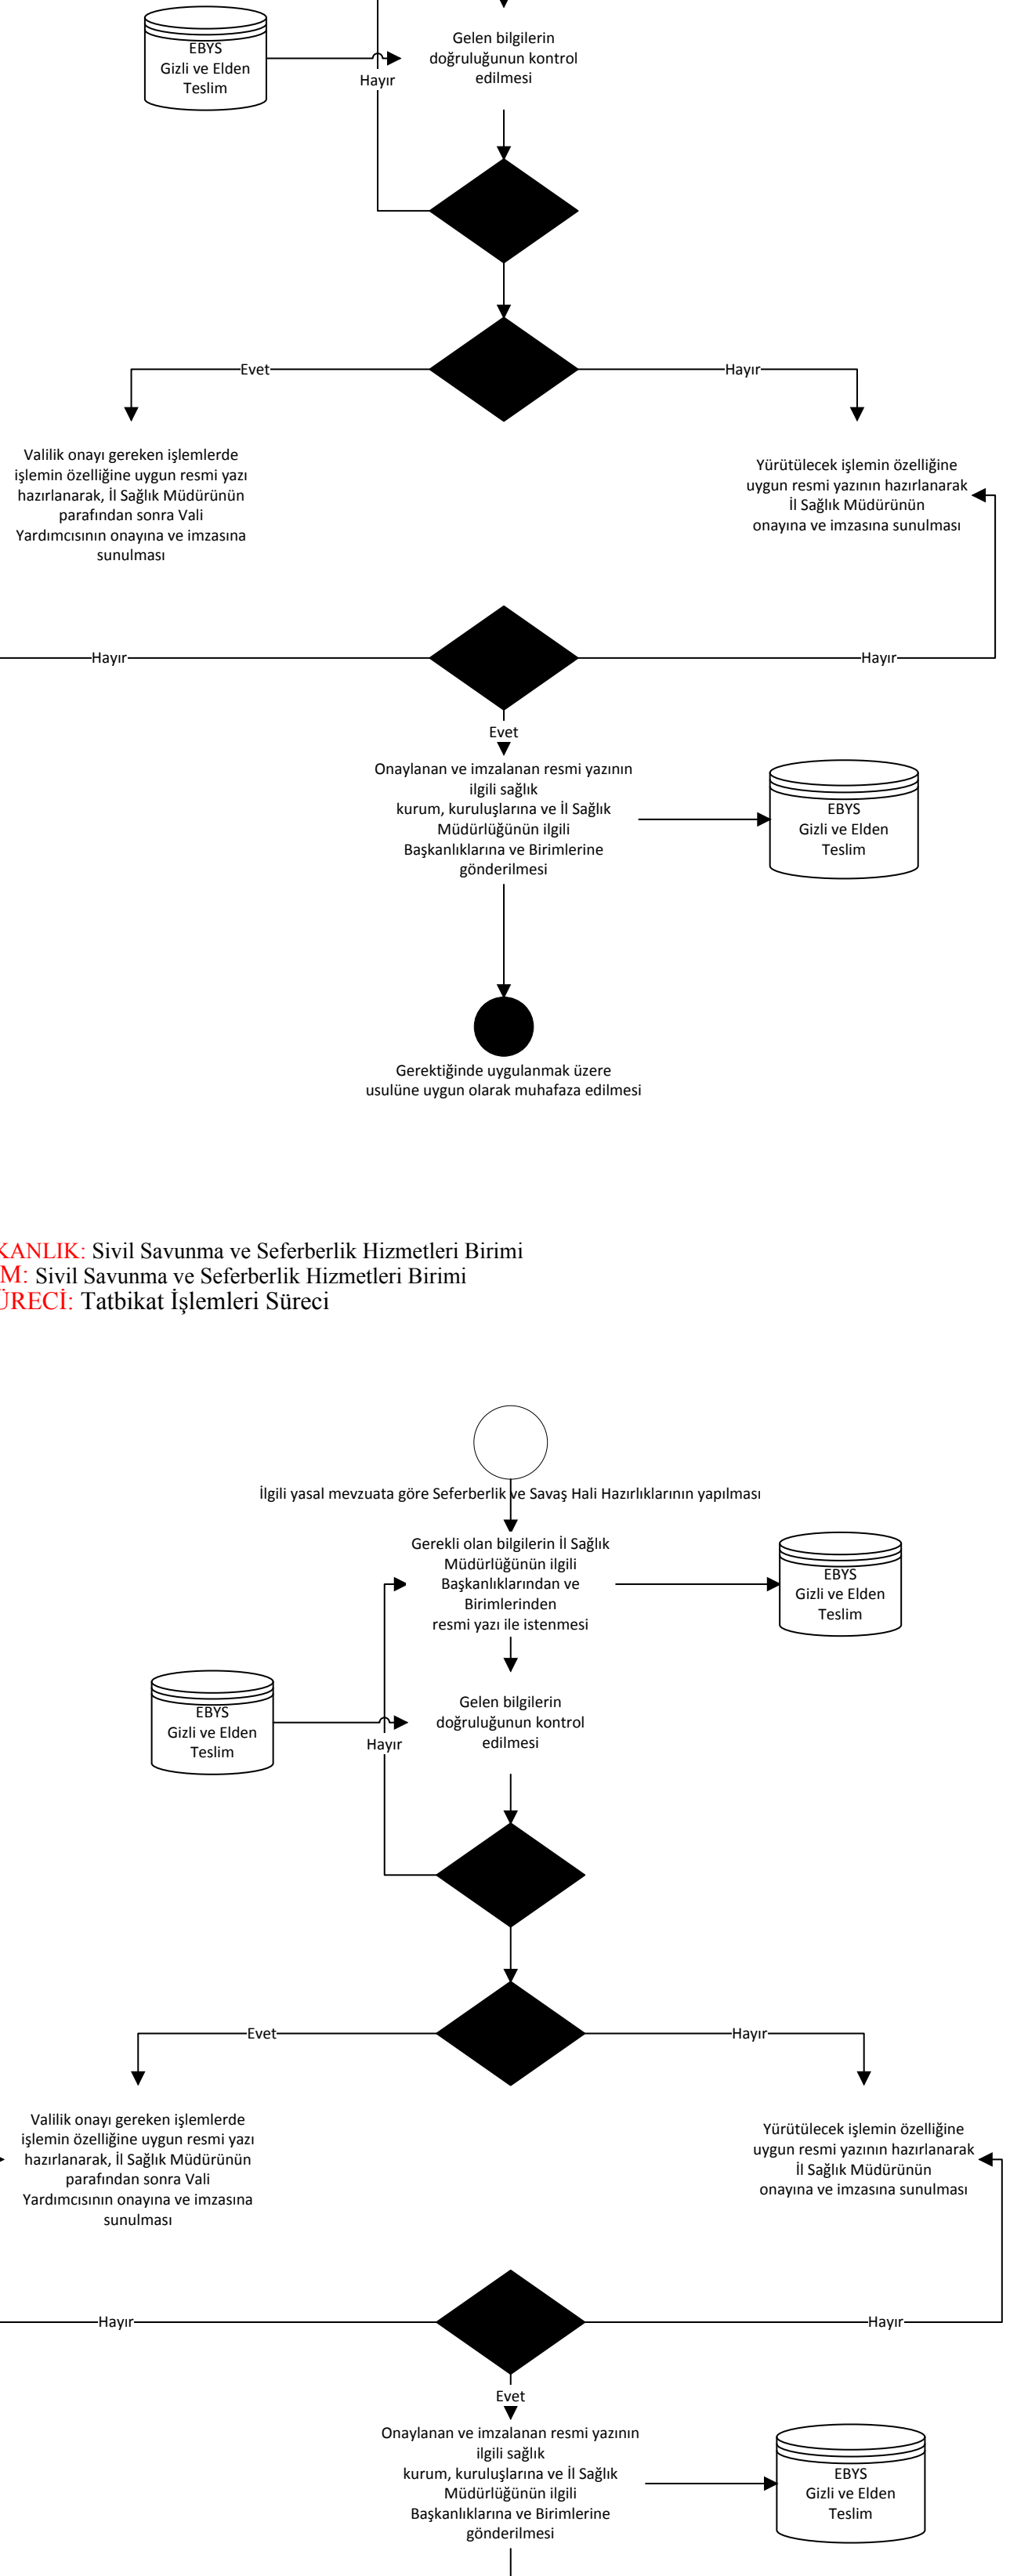 EBYS
Gizli ve Elden
Teslim
Gelen bilgilerin
doğruluğunun kontrol
edilmesi
Hayır
Evet
Hayır
Valilik onayı gereken işlemlerde
işlemin özelliğine uygun resmi yazı
hazırlanarak, İl Sağlık Müdürünün
parafından sonra Vali
Yardımcısının onayına ve imzasına
sunulması
Yürütülecek işlemin özelliğine
uygun resmi yazının hazırlanarak
İl Sağlık Müdürünün
onayına ve imzasına sunulması
Hayır
Hayır
Evet
Onaylanan ve imzalanan resmi yazının
ilgili sağlık
kurum, kuruluşlarına ve İl Sağlık
Müdürlüğünün ilgili
Başkanlıklarına ve Birimlerine
gönderilmesi
EBYS
Gizli ve Elden
Teslim
Gerektiğinde uygulanmak üzere
usulüne uygun olarak muhafaza edilmesi
KANLIK: Sivil Savunma ve Seferberlik Hizmetleri Birimi
M: Sivil Savunma ve Seferberlik Hizmetleri Birimi
ÜRECİ: Tatbikat İşlemleri Süreci
İlgili yasal mevzuata göre Seferberlik ve Savaş Hali Hazırlıklarının yapılması
Gerekli olan bilgilerin İl Sağlık
Müdürlüğünün ilgili
Başkanlıklarından ve
Birimlerinden
resmi yazı ile istenmesi
EBYS
Gizli ve Elden
Teslim
EBYS
Gizli ve Elden
Teslim
Gelen bilgilerin
doğruluğunun kontrol
edilmesi
Hayır
Evet
Hayır
Valilik onayı gereken işlemlerde
işlemin özelliğine uygun resmi yazı
hazırlanarak, İl Sağlık Müdürünün
parafından sonra Vali
Yardımcısının onayına ve imzasına
sunulması
Yürütülecek işlemin özelliğine
uygun resmi yazının hazırlanarak
İl Sağlık Müdürünün
onayına ve imzasına sunulması
Hayır
Hayır
Evet
Onaylanan ve imzalanan resmi yazının
ilgili sağlık
kurum, kuruluşlarına ve İl Sağlık
Müdürlüğünün ilgili
Başkanlıklarına ve Birimlerine
gönderilmesi
EBYS
Gizli ve Elden
Teslim